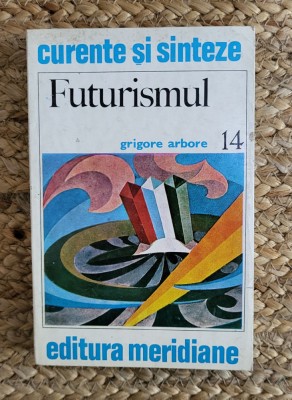 curente și sinteze
Futurismul
grigore arbore 14
editura meridiane